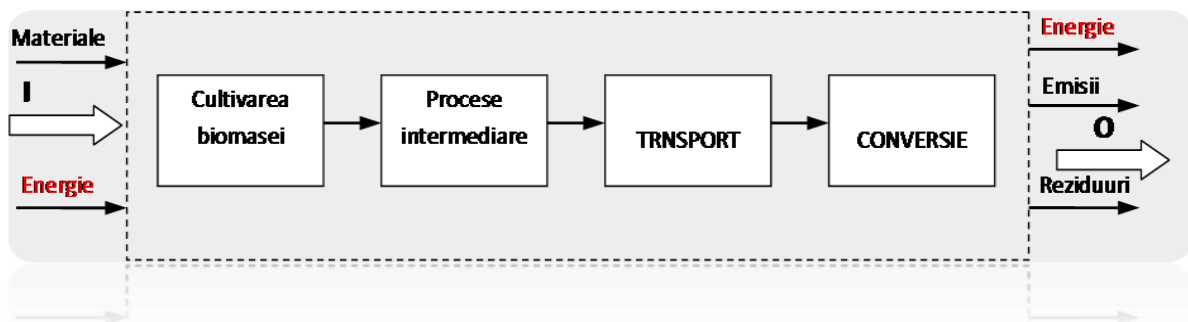 Materiale
I
Energie
Cultivarea
biomasei
Procese
intermediare
TRNSPORT
CONVERSIE
Energie
Emisii
O
Reziduuri